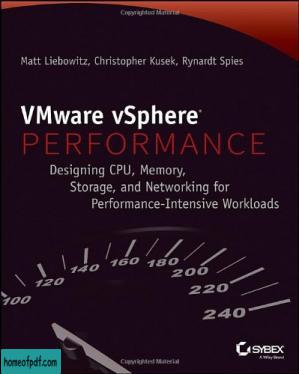 Matt Liebowitz, Christopher Kusek, Rynardt Spies
VMware vSphere®
PERFORMANCE
Designing CPU, Memory,
Storage, and Networking for
Performance-Intensive Workloads
100
120
140
160
180
200
220
240
SYBEX
A Wiley Brand
homeofpdf.com